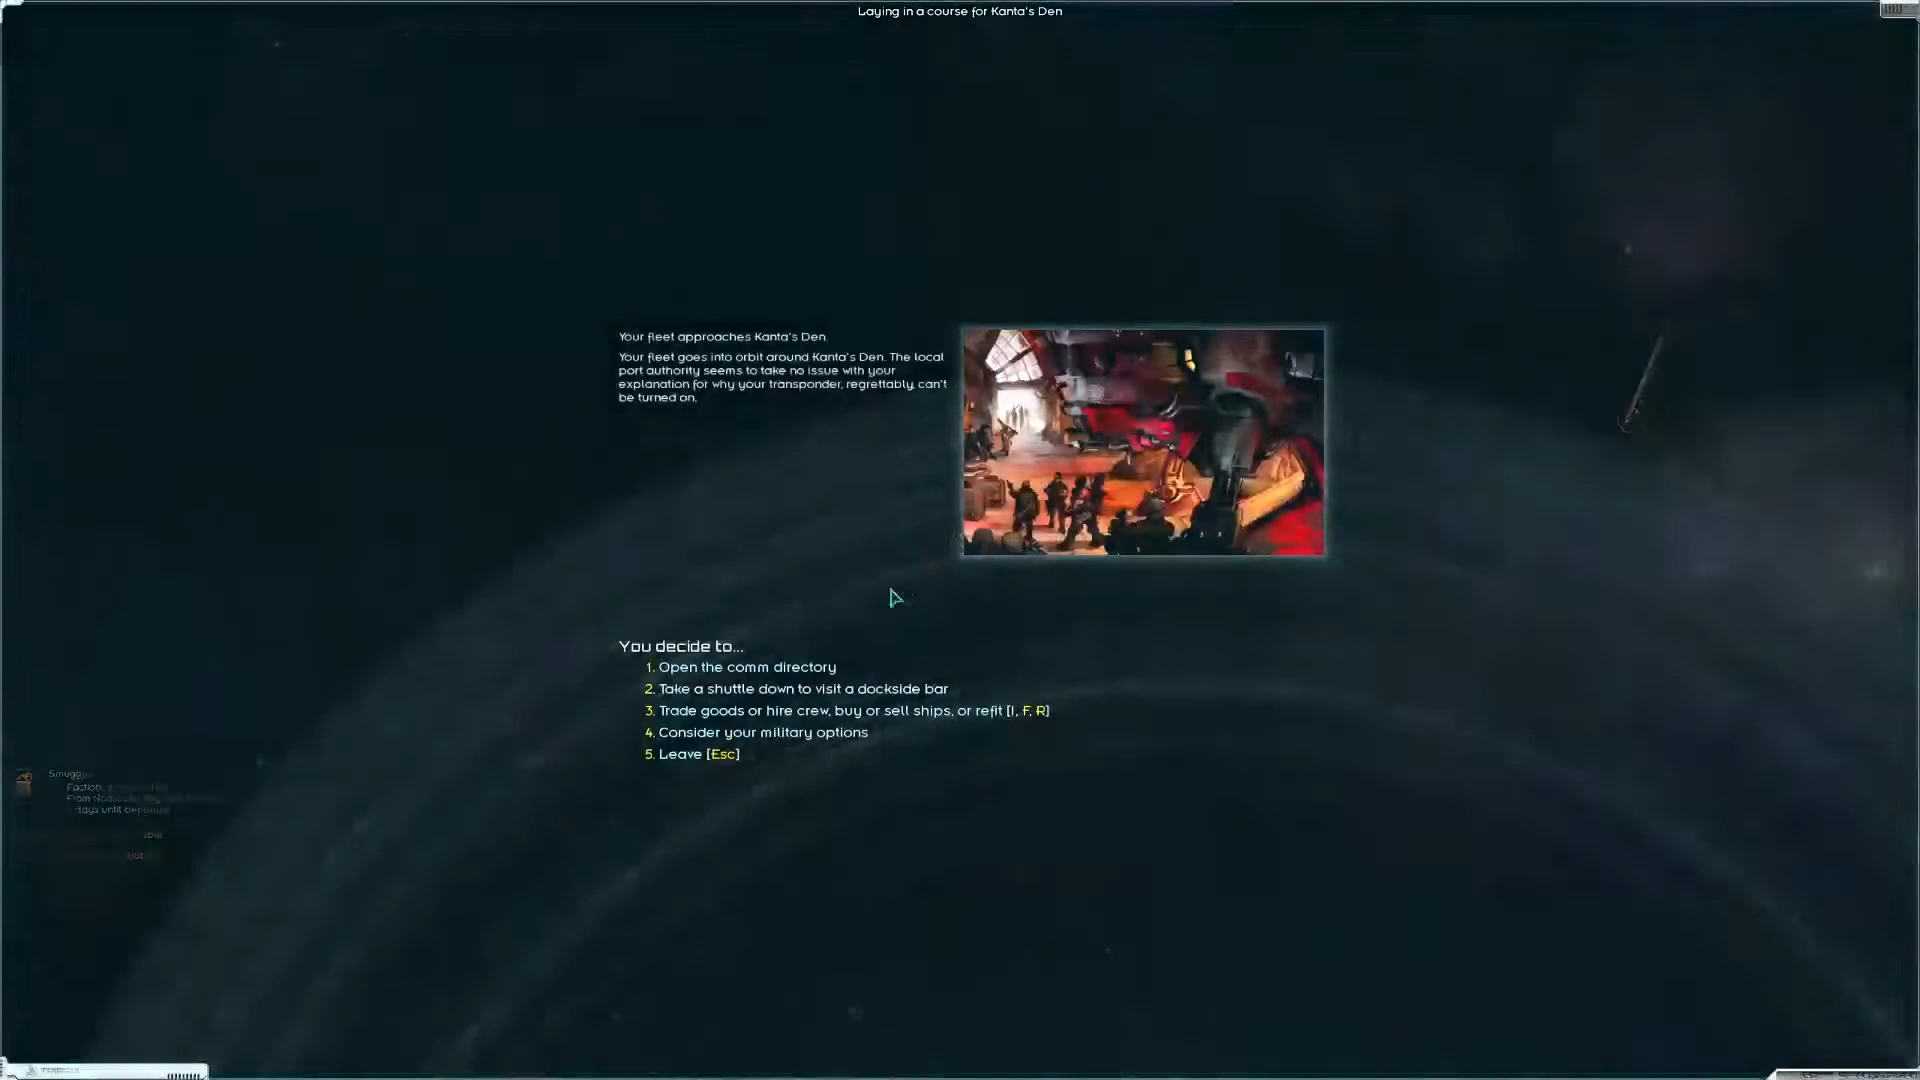 Laying in a course for Kanta's Den
Your fleet approaches Kanta's Den.
Your fleet goes into orbit around Kanta's Den. The local
port authority seems to take no issue with your
explanation for why your transponder, regrettably, can't
be turned on.
You decide to...
1. Open the comm directory
2. Take a shuttle down to visit a dockside bar
3. Trade goods or hire crew, buy or sell ships, or refit [I, F, R]
4. Consider your military options
5. Leave [Esc]
Faction:
From
days until